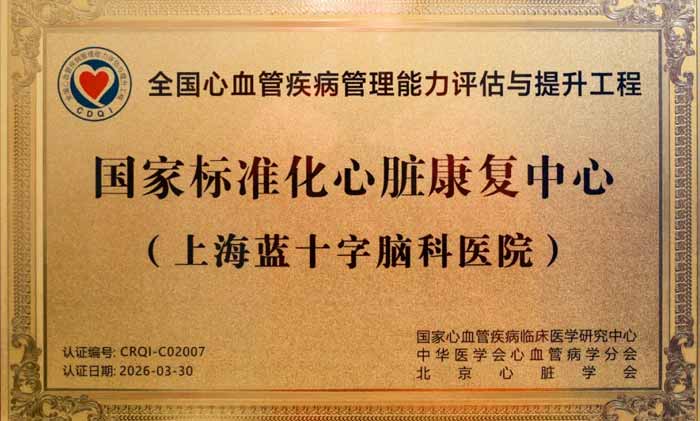 全国心血管疾病管理能力评估与提升工程
CDQI
国家标准化心脏康复中心
（上海蓝十字脑科医院）
认证编号: CRQI-C02007
认证日期: 2026-03-30
国家心血管疾病临床医学研究中心
中华医学会心血管病学分会
北京心脏学会